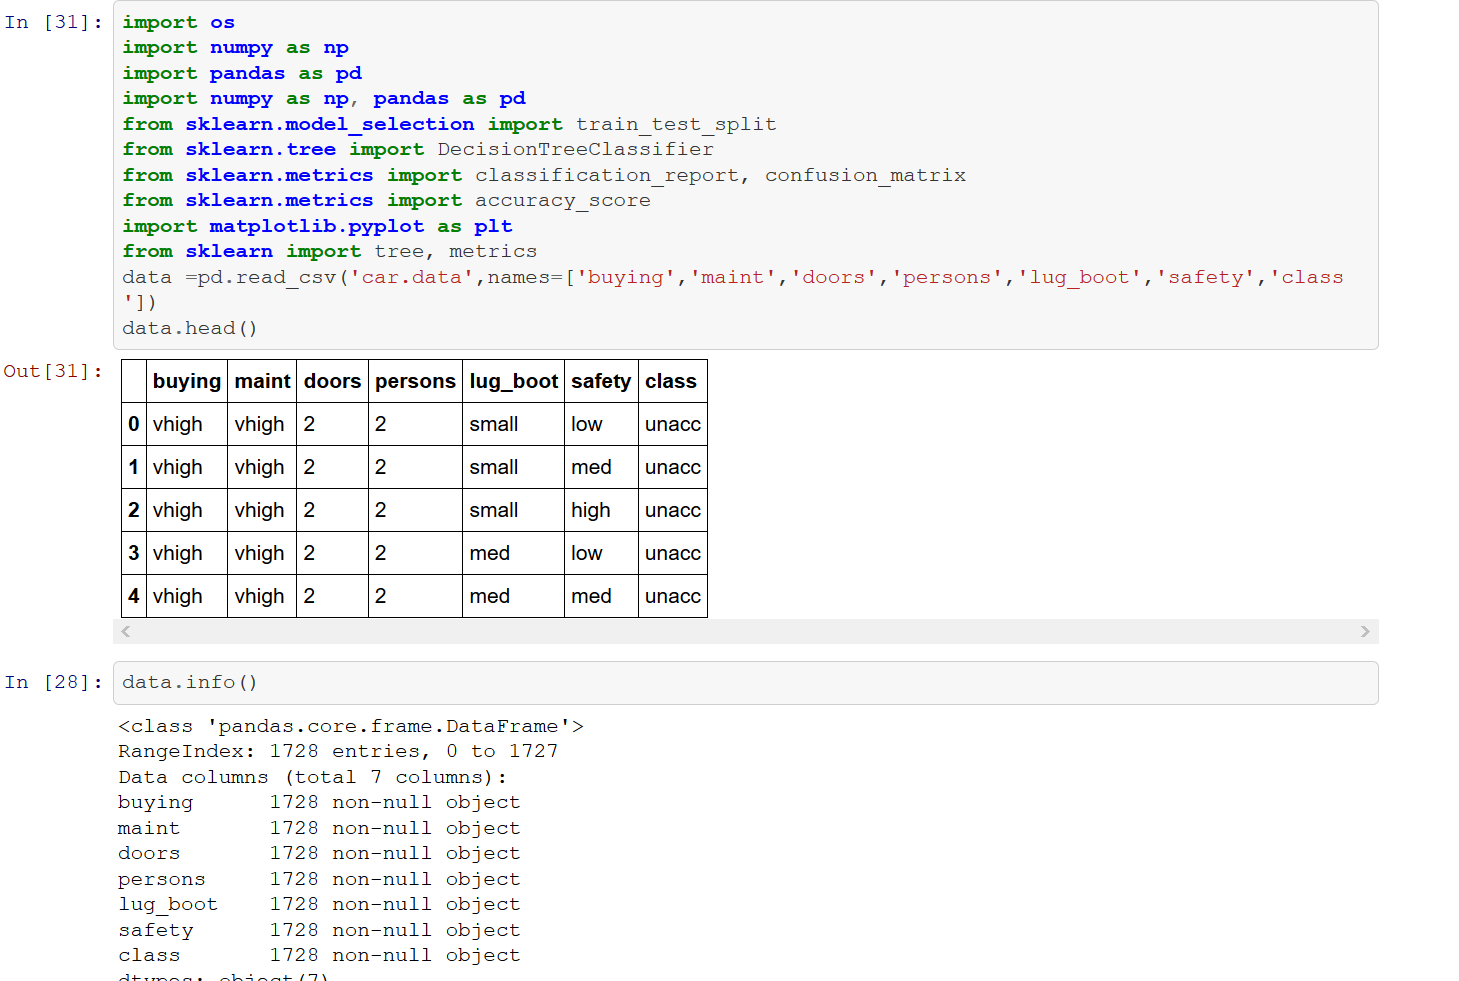 In [31]:
import os
import numpy as np
import pandas as pd
import numpy as np, pandas as pd
from sklearn.model_selection import train_test_split
from sklearn.tree import DecisionTreeClassifier
from sklearn.metrics import classification_report, confusion_matrix
from sklearn.metrics import accuracy_score
import matplotlib.pyplot as plt
from sklearn import tree, metrics
data =pd.read_csv('car.data',names=['buying','maint','doors','persons','lug_boot','safety','class
'])
data.head()
Out[31]:
buying maint doors persons lug_boot safety class
0 vhigh vhigh 2 2 small low unacc
1 vhigh vhigh 2 2 small med unacc
2 vhigh vhigh 2 2 small high unacc
3 vhigh vhigh 2 2 med low unacc
4 vhigh vhigh 2 2 med med unacc
In [28]:
data.info()
<class 'pandas.core.frame.DataFrame'>
RangeIndex: 1728 entries, 0 to 1727
Data columns (total 7 columns):
buying 1728 non-null object
maint 1728 non-null object
doors 1728 non-null object
persons 1728 non-null object
lug_boot 1728 non-null object
safety 1728 non-null object
class 1728 non-null object
dtypes: object(7)